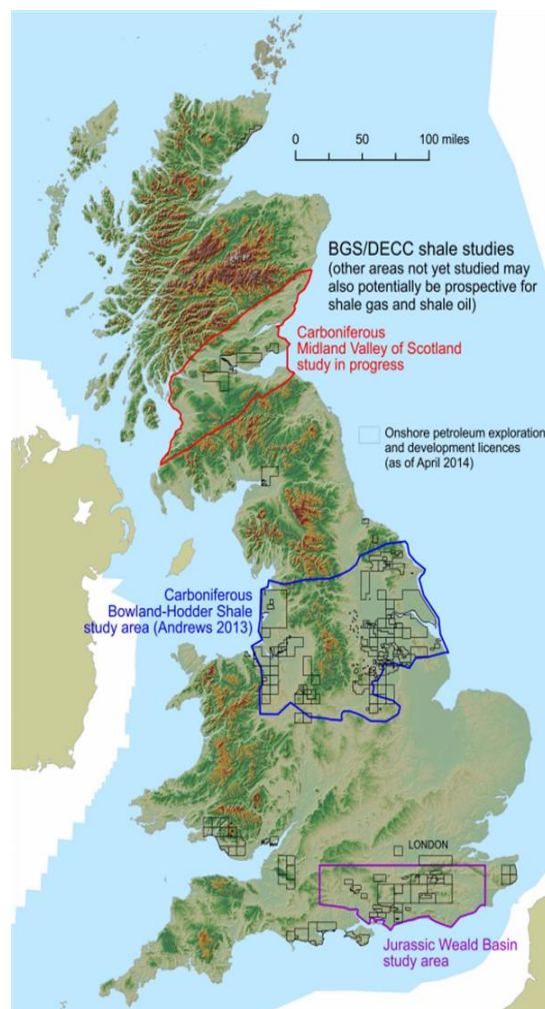 0 50 100 miles
BGS/DECC shale studies
(other areas not yet studied may
also potentially be prospective for
shale gas and shale oil)
Carboniferous
Midland Valley of Scotland
study in progress
Onshore petroleum exploration
and development licences
(as of April 2014)
Carboniferous
Bowland-Hodder Shale
study area (Andrews 2013)
LONDON
Jurassic Weald Basin
study area